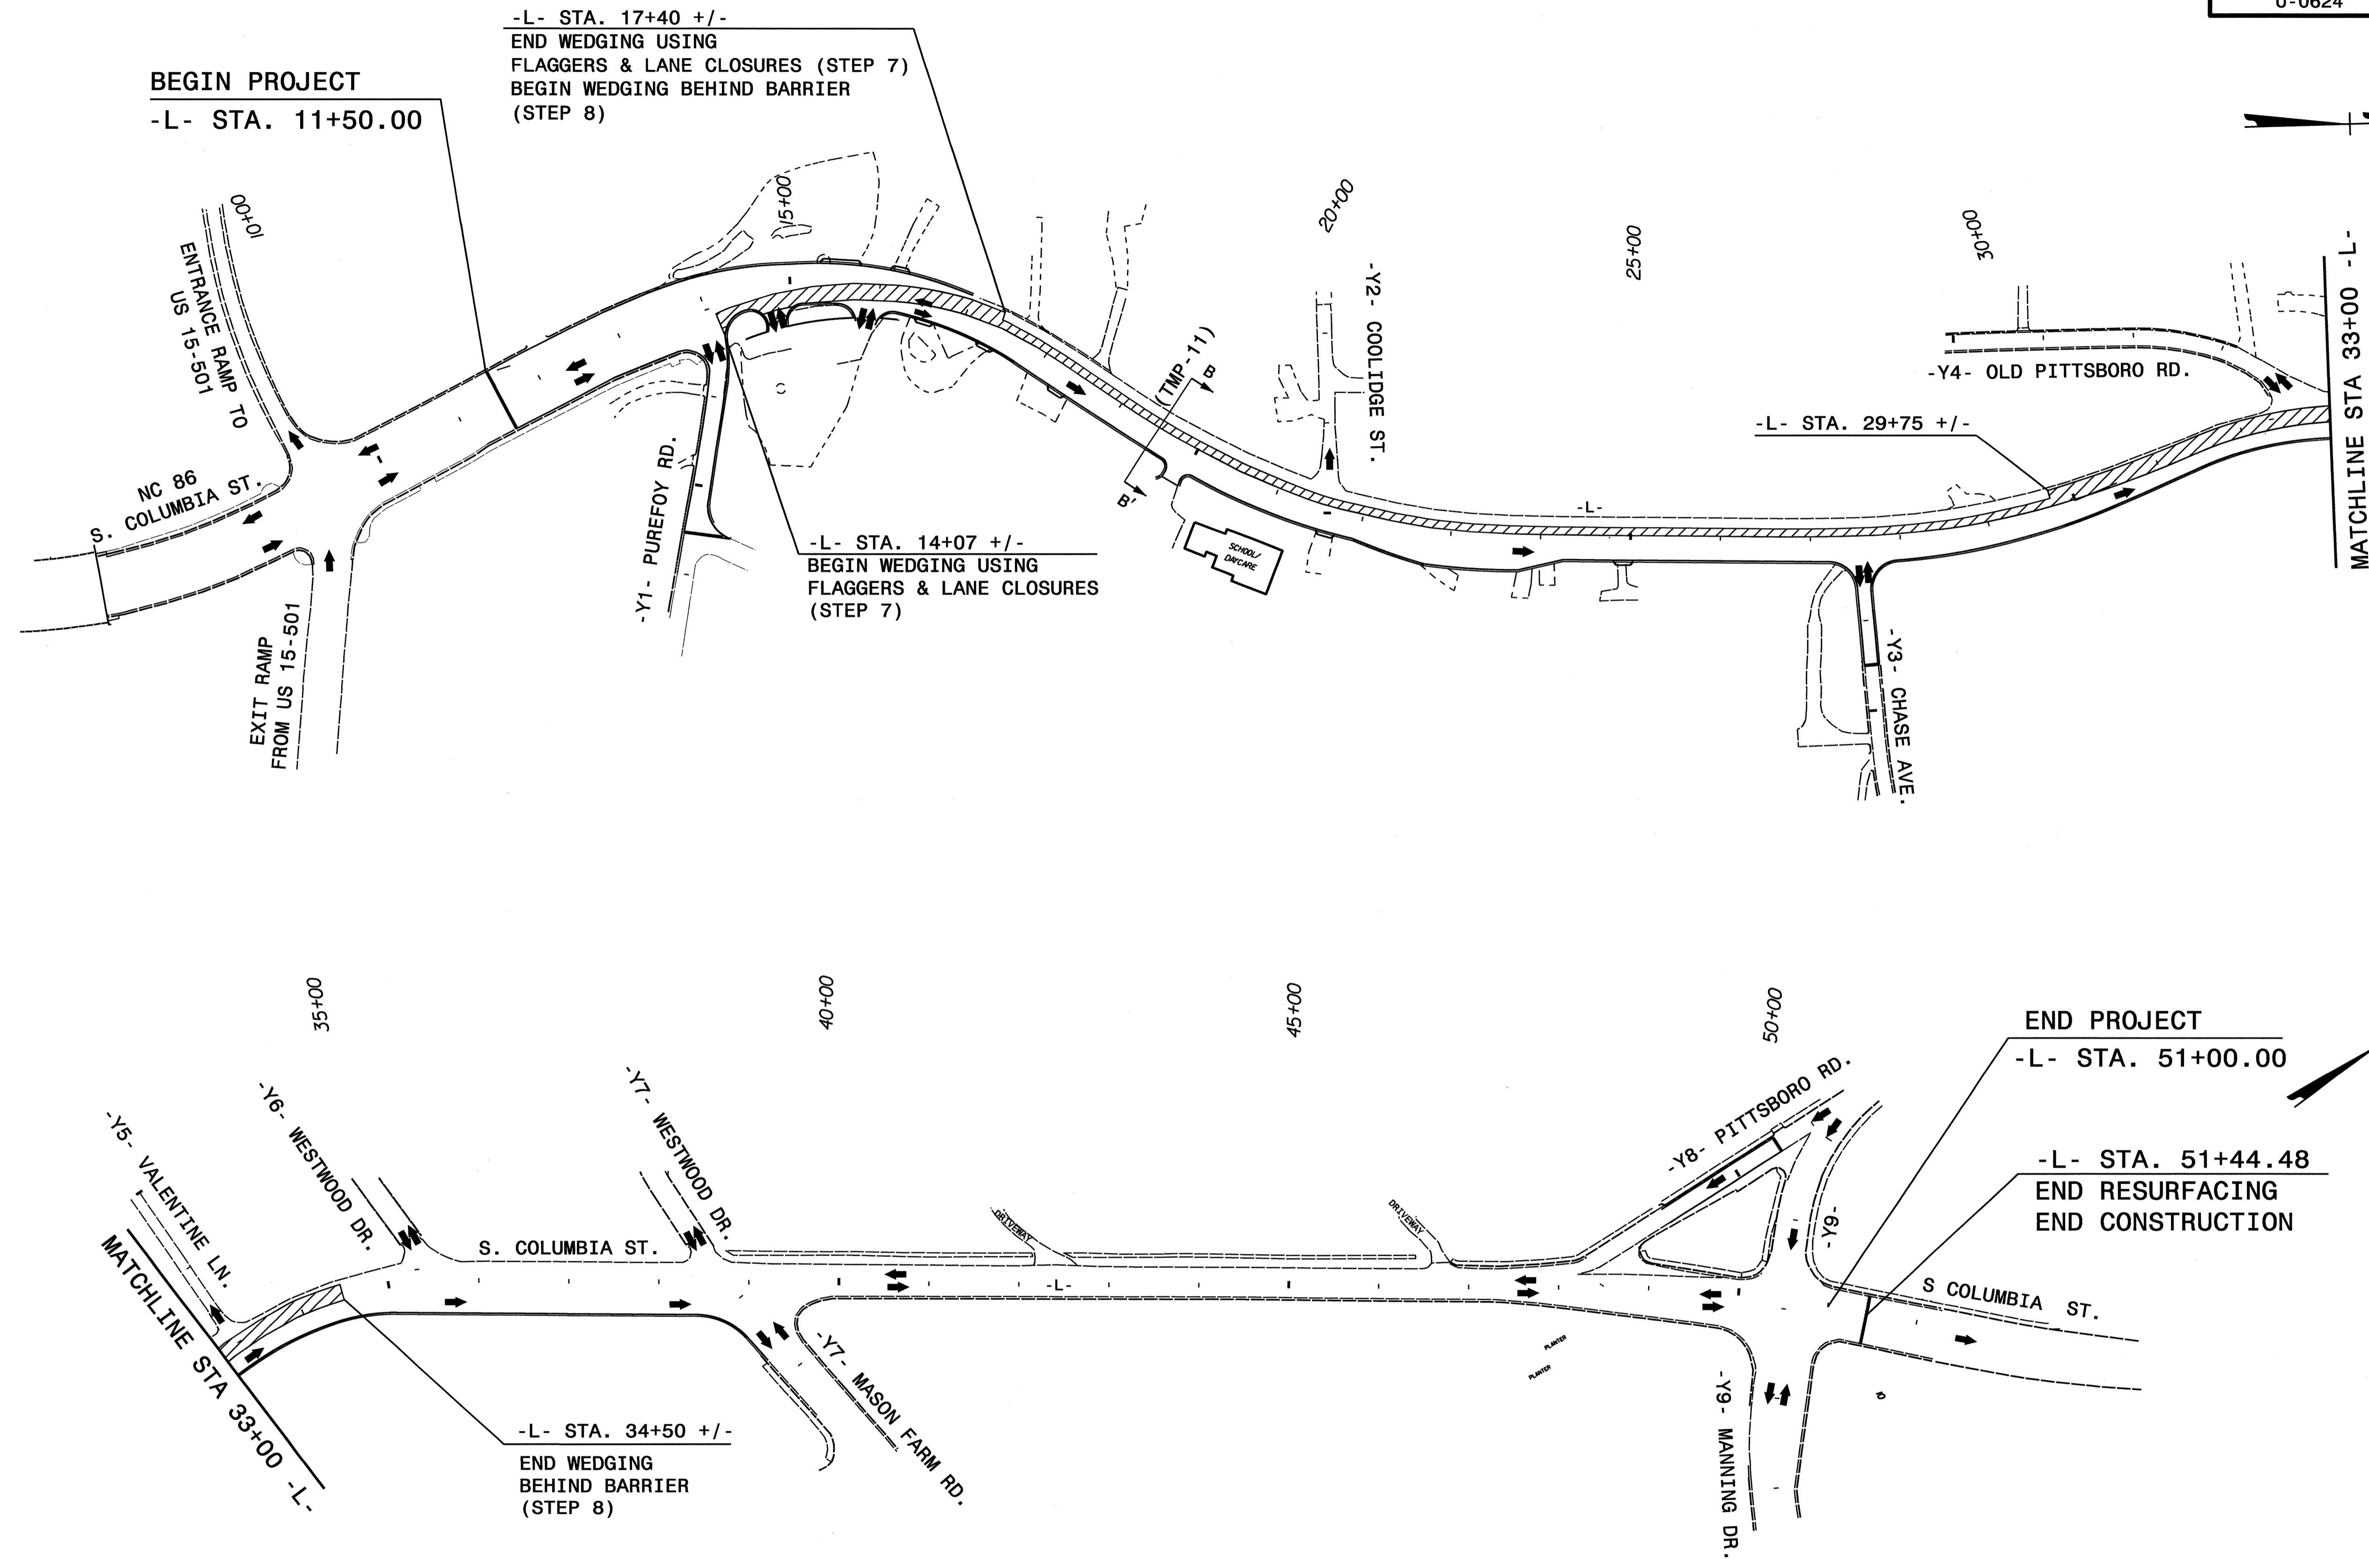 U-0624
-L- STA. 17+40 +/-
END WEDGING USING
FLAGGERS & LANE CLOSURES (STEP 7)
BEGIN WEDGING BEHIND BARRIER
(STEP 8)
BEGIN PROJECT
-L- STA. 11+50.00
10+00
15+00
20+00
25+00
30+00
ENTRANCE RAMP TO
US 15-501
NC 86
S. COLUMBIA ST.
EXIT RAMP
FROM US 15-501
-Y1- PUREFOY RD.
-L- STA. 14+07 +/-
BEGIN WEDGING USING
FLAGGERS & LANE CLOSURES
(STEP 7)
(TMP-11)
B
B'
SCHOOL/
DAYCARE
-Y2- COOLIDGE ST.
-L-
-Y4- OLD PITTSBORO RD.
-L- STA. 29+75 +/-
-Y3- CHASE AVE.
MATCHLINE STA 33+00 -L-
35+00
40+00
45+00
50+00
END PROJECT
-L- STA. 51+00.00
-L- STA. 51+44.48
END RESURFACING
END CONSTRUCTION
-Y5- VALENTINE LN.
-Y6- WESTWOOD DR.
-Y7- WESTWOOD DR.
S. COLUMBIA ST.
DRIVEWAY
DRIVEWAY
-Y8- PITTSBORO RD.
-Y9-
S COLUMBIA ST.
-L-
MATCHLINE STA 33+00 -L-
-L- STA. 34+50 +/-
END WEDGING
BEHIND BARRIER
(STEP 8)
-Y7- MASON FARM RD.
PLANTER
PLANTER
-Y9- MANNING DR.